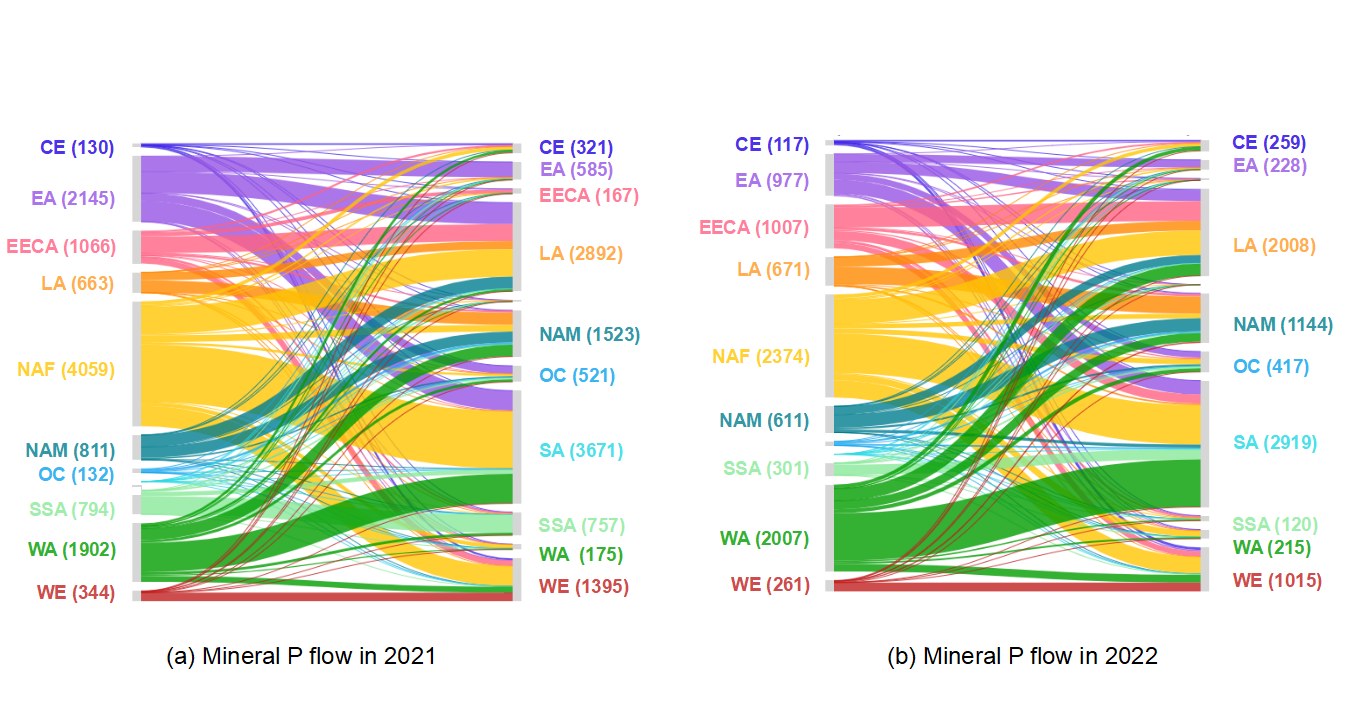 CE (130)
EA (2145)
EECA (1066)
LA (663)
NAF (4059)
NAM (811)
OC (132)
SSA (794)
WA (1902)
WE (344)
CE (321)
EA (585)
EECA (167)
LA (2892)
NAM (1523)
OC (521)
SA (3671)
SSA (757)
WA (175)
WE (1395)
(a) Mineral P flow in 2021
CE (117)
EA (977)
EECA (1007)
LA (671)
NAF (2374)
NAM (611)
SSA (301)
WA (2007)
WE (261)
CE (259)
EA (228)
LA (2008)
NAM (1144)
OC (417)
SA (2919)
SSA (120)
WA (215)
WE (1015)
(b) Mineral P flow in 2022